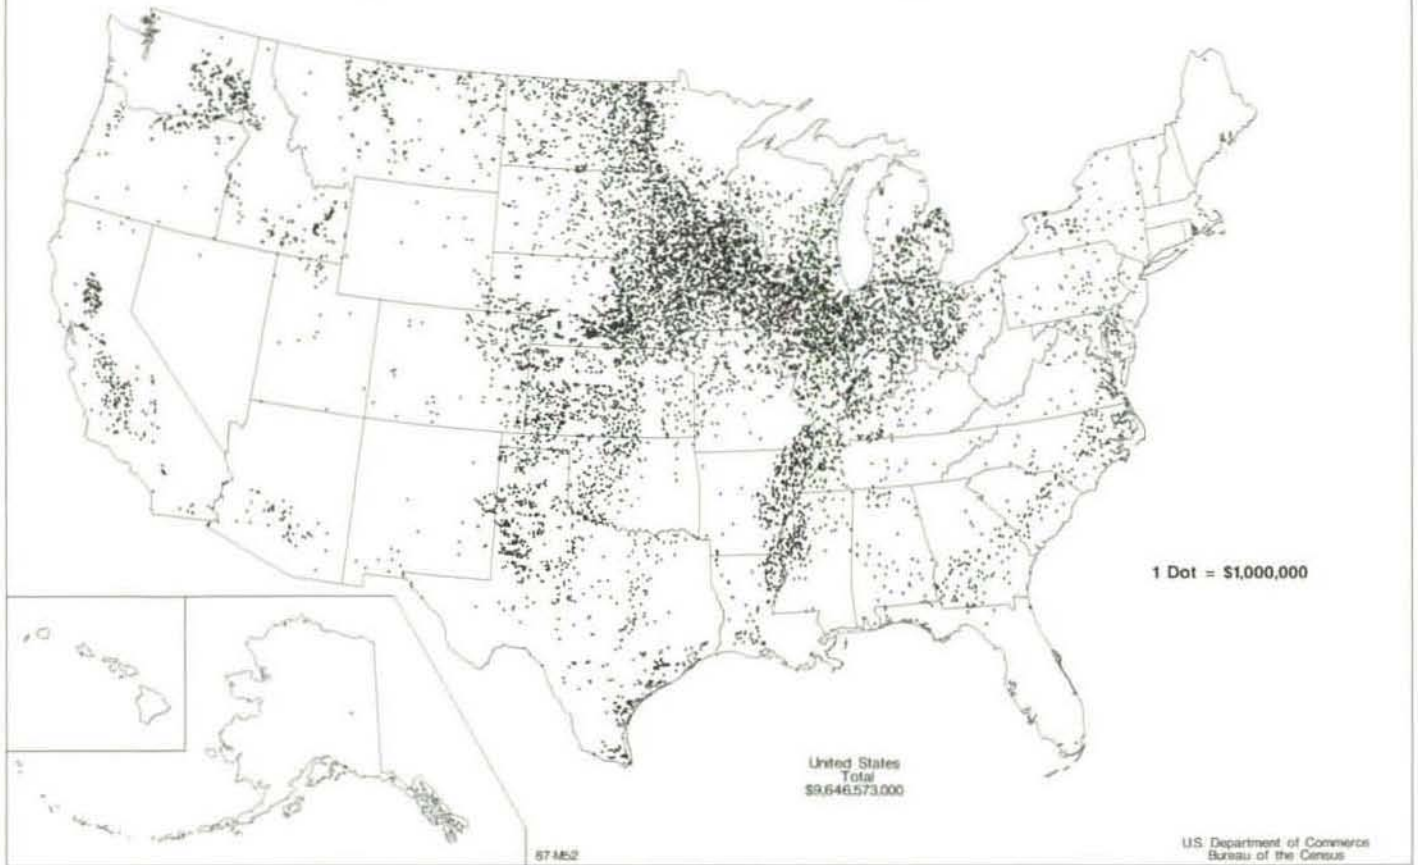 1 Dot = $1,000,000
United States
Total
$9,646,573,000
87-M52
U.S. Department of Commerce
Bureau of the Census